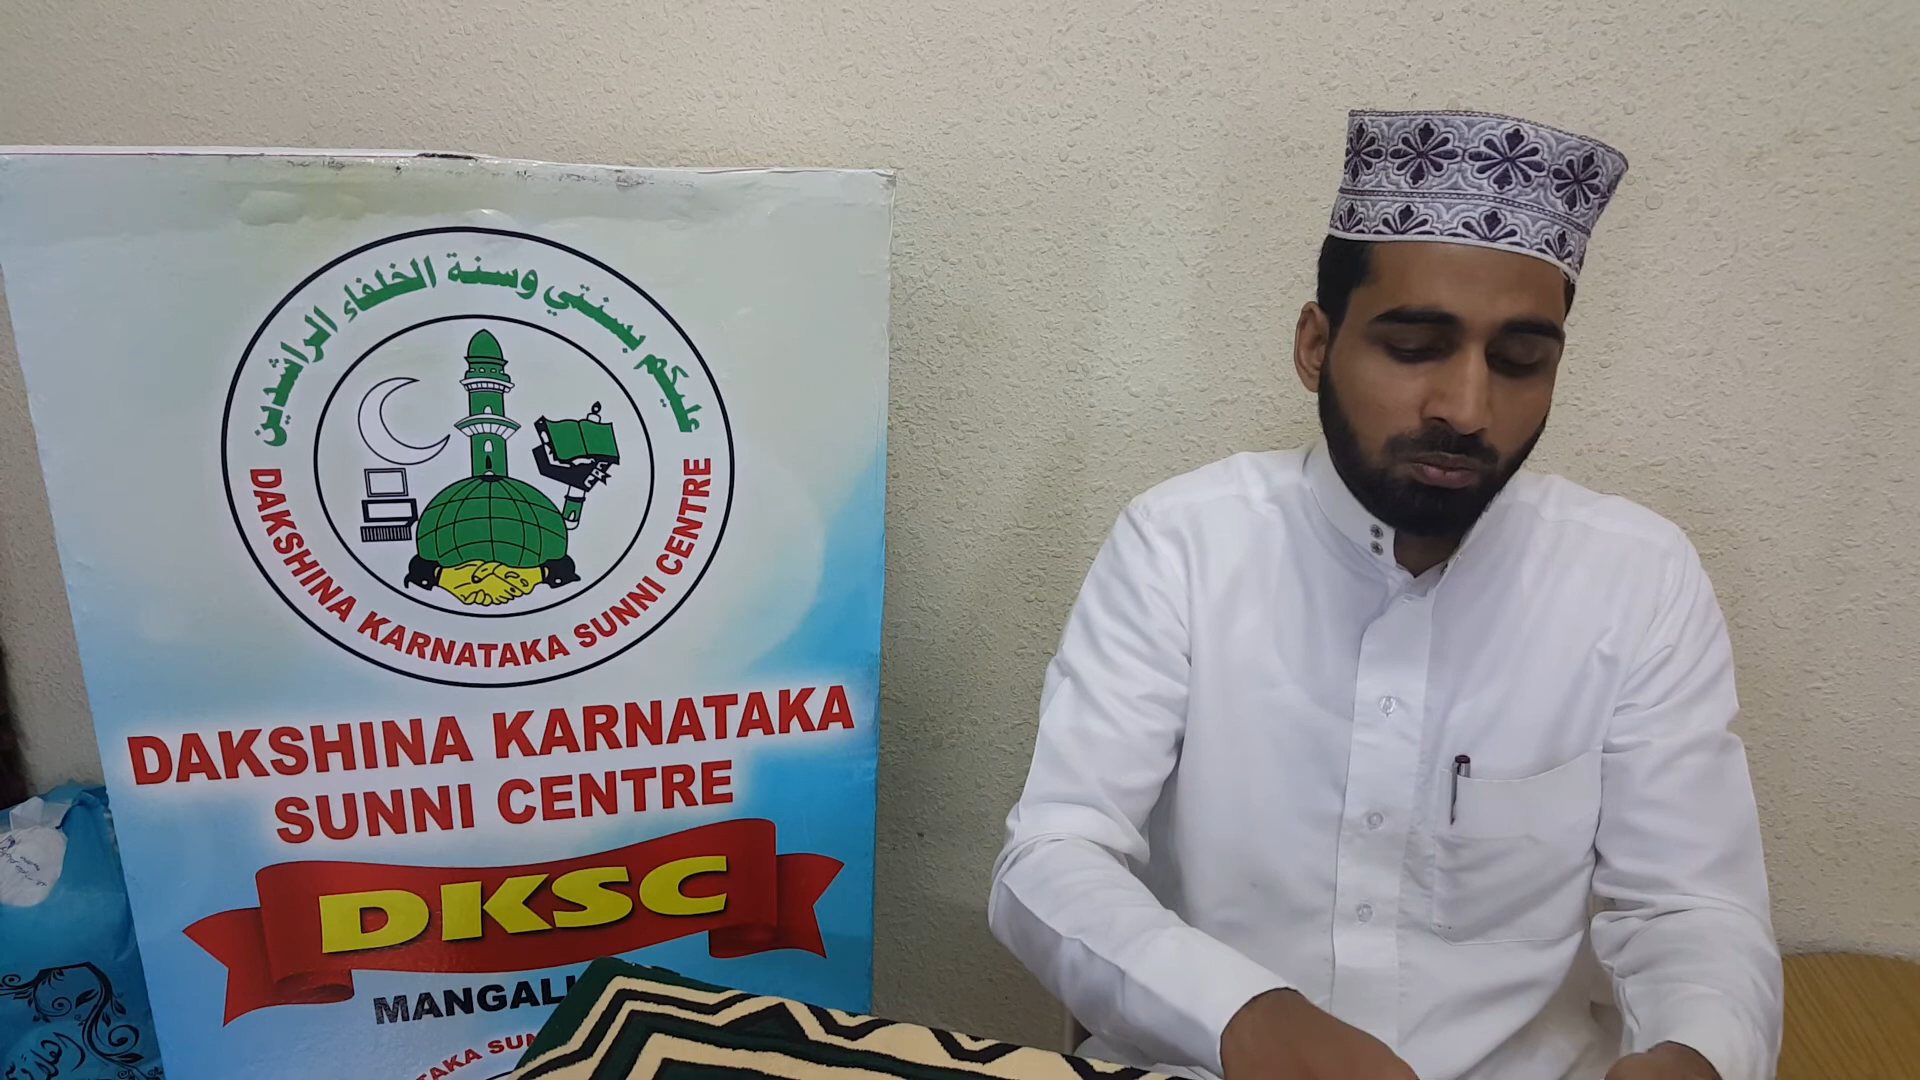 عليكم بسنتي وسنة الخلفاء الراشدين
DAKSHINA KARNATAKA SUNNI CENTRE
DAKSHINA KARNATAKA
SUNNI CENTRE
DKSC